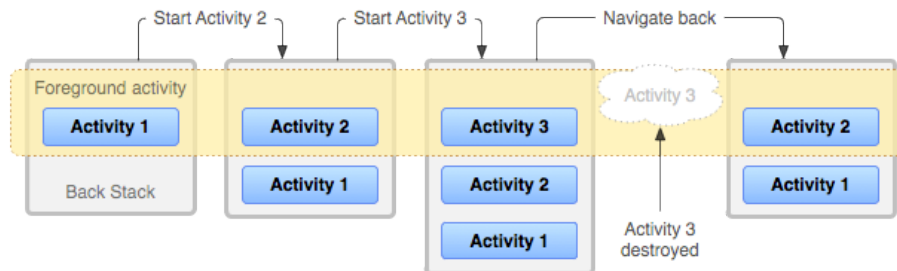 Start Activity 2
Start Activity 3
Navigate back
Foreground activity
Activity 1
Back Stack
Activity 2
Activity 1
Activity 3
Activity 2
Activity 1
Activity 3
Activity 3
destroyed
Activity 2
Activity 1